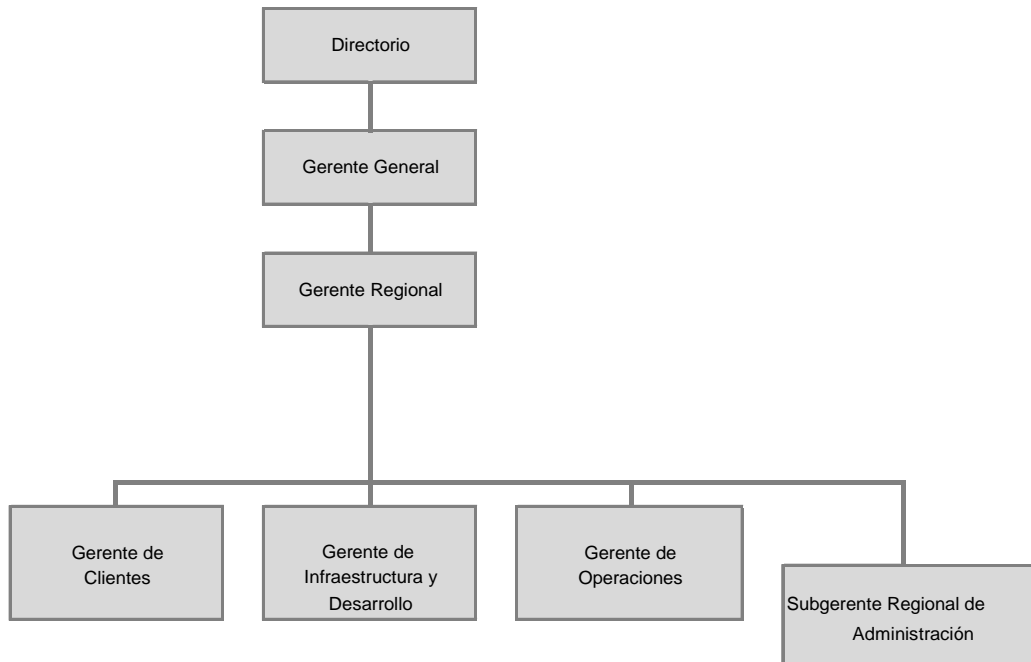 Directorio
Gerente General
Gerente Regional
Gerente de
Clientes
Gerente de
Infraestructura y
Desarrollo
Gerente de
Operaciones
Subgerente Regional de
Administración